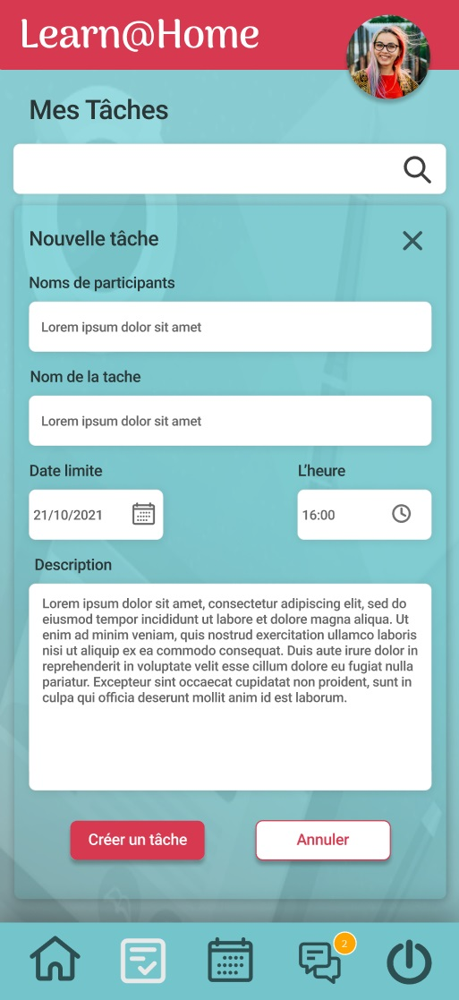 Learn@Home
Mes Tâches
Nouvelle tâche
Noms de participants
Lorem ipsum dolor sit amet
Nom de la tache
Lorem ipsum dolor sit amet
Date limite
L'heure
21/10/2021
16:00
Description
Lorem ipsum dolor sit amet, consectetur adipiscing elit, sed do
eiusmod tempor incididunt ut labore et dolore magna aliqua. Ut
enim ad minim veniam, quis nostrud exercitation ullamco laboris
nisi ut aliquip ex ea commodo consequat. Duis aute irure dolor in
reprehenderit in voluptate velit esse cillum dolore eu fugiat nulla
pariatur. Excepteur sint occaecat cupidatat non proident, sunt in
culpa qui officia deserunt mollit anim id est laborum.
Créer un tâche
Annuler
2